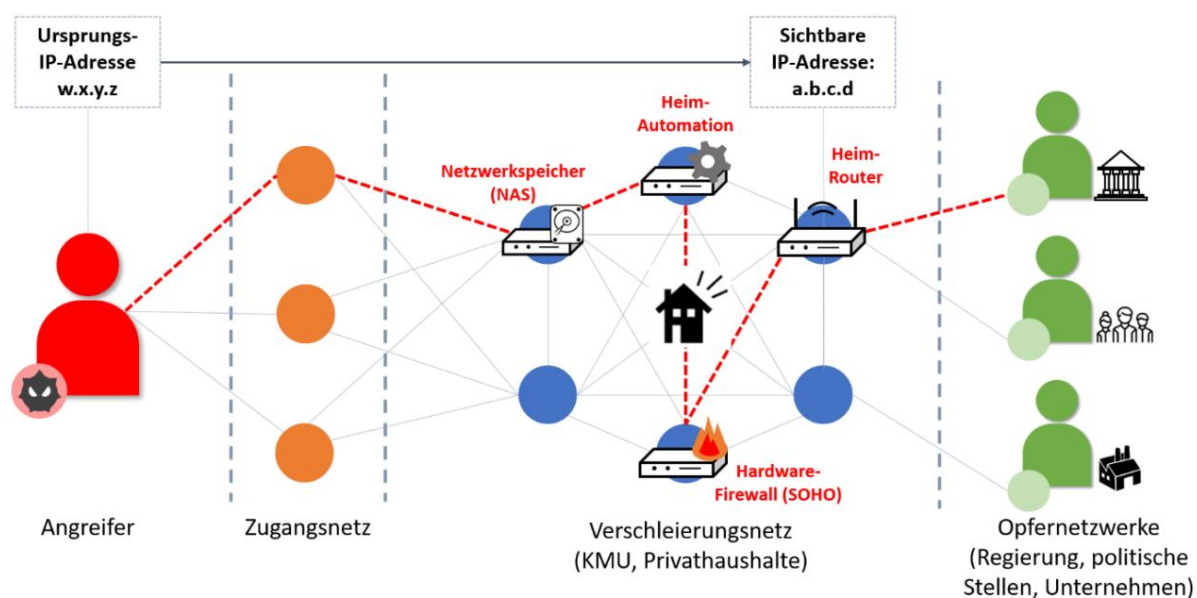 Ursprungs-
IP-Adresse
w.x.y.z
Sichtbare
IP-Adresse:
a.b.c.d
Heim-
Automation
Netzwerkspeicher
(NAS)
Heim-
Router
Hardware-
Firewall (SOHO)
Angreifer
Zugangsnetz
Verschleierungsnetz
(KMU, Privathaushalte)
Opfernetzwerke
(Regierung, politische
Stellen, Unternehmen)